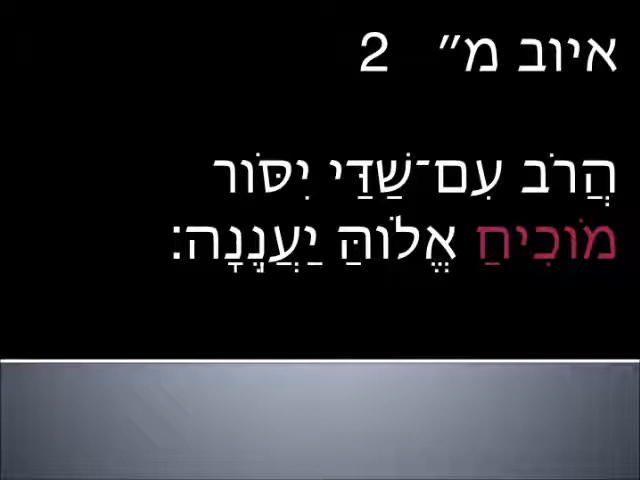 איוב מ״ 2
הֲרֹב עִם־שַׁדַּי יִסּוֹר
מוֹכִיחַ אֱלוֹהַּ יַעֲנֶנָּה: